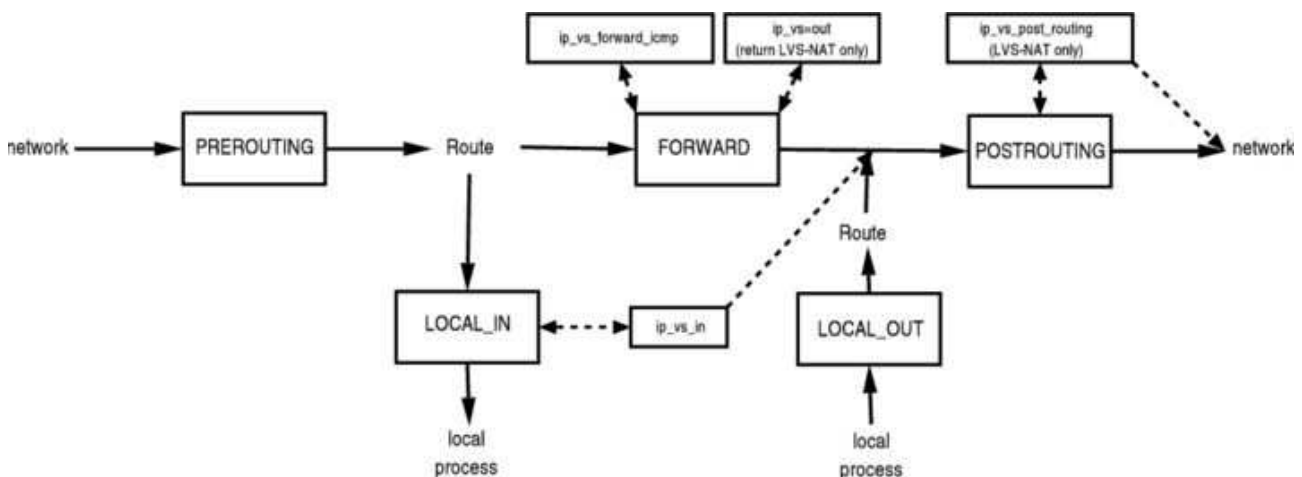 ip_vs_forward_icmp
ip_vs=out
(return LVS-NAT only)
ip_vs_post_routing
(LVS-NAT only)
network
PREROUTING
Route
FORWARD
POSTROUTING
network
Route
LOCAL_IN
ip_vs_in
LOCAL_OUT
local
process
local
process